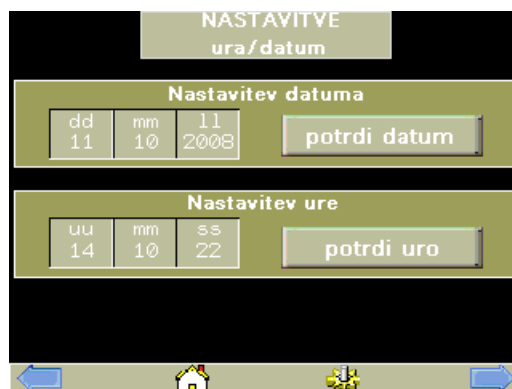 NASTAVITVE
ura/datum
Nastavitev datuma
dd mm ll
11 10 2008
potrdi datum
Nastavitev ure
uu mm ss
14 10 22
potrdi uro